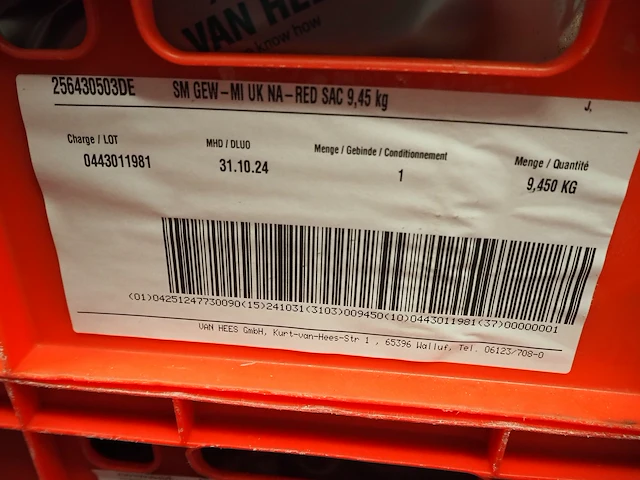 VAN HEES
know how
256430503DE SM GEW-MI UK NA-RED SAC 9,45 kg J,
Charge / LOT MHD / DLUO Menge / Gebinde / Conditionnement Menge / Quantité
0443011981 31.10.24 1 9,450 KG
(01)04251247730090(15)241031(3103)009450(10)0443011981(37)00000001
VAN HEES GmbH, Kurt-van-Hees-Str 1 , 65396 Walluf, Tel. 06123/708-0